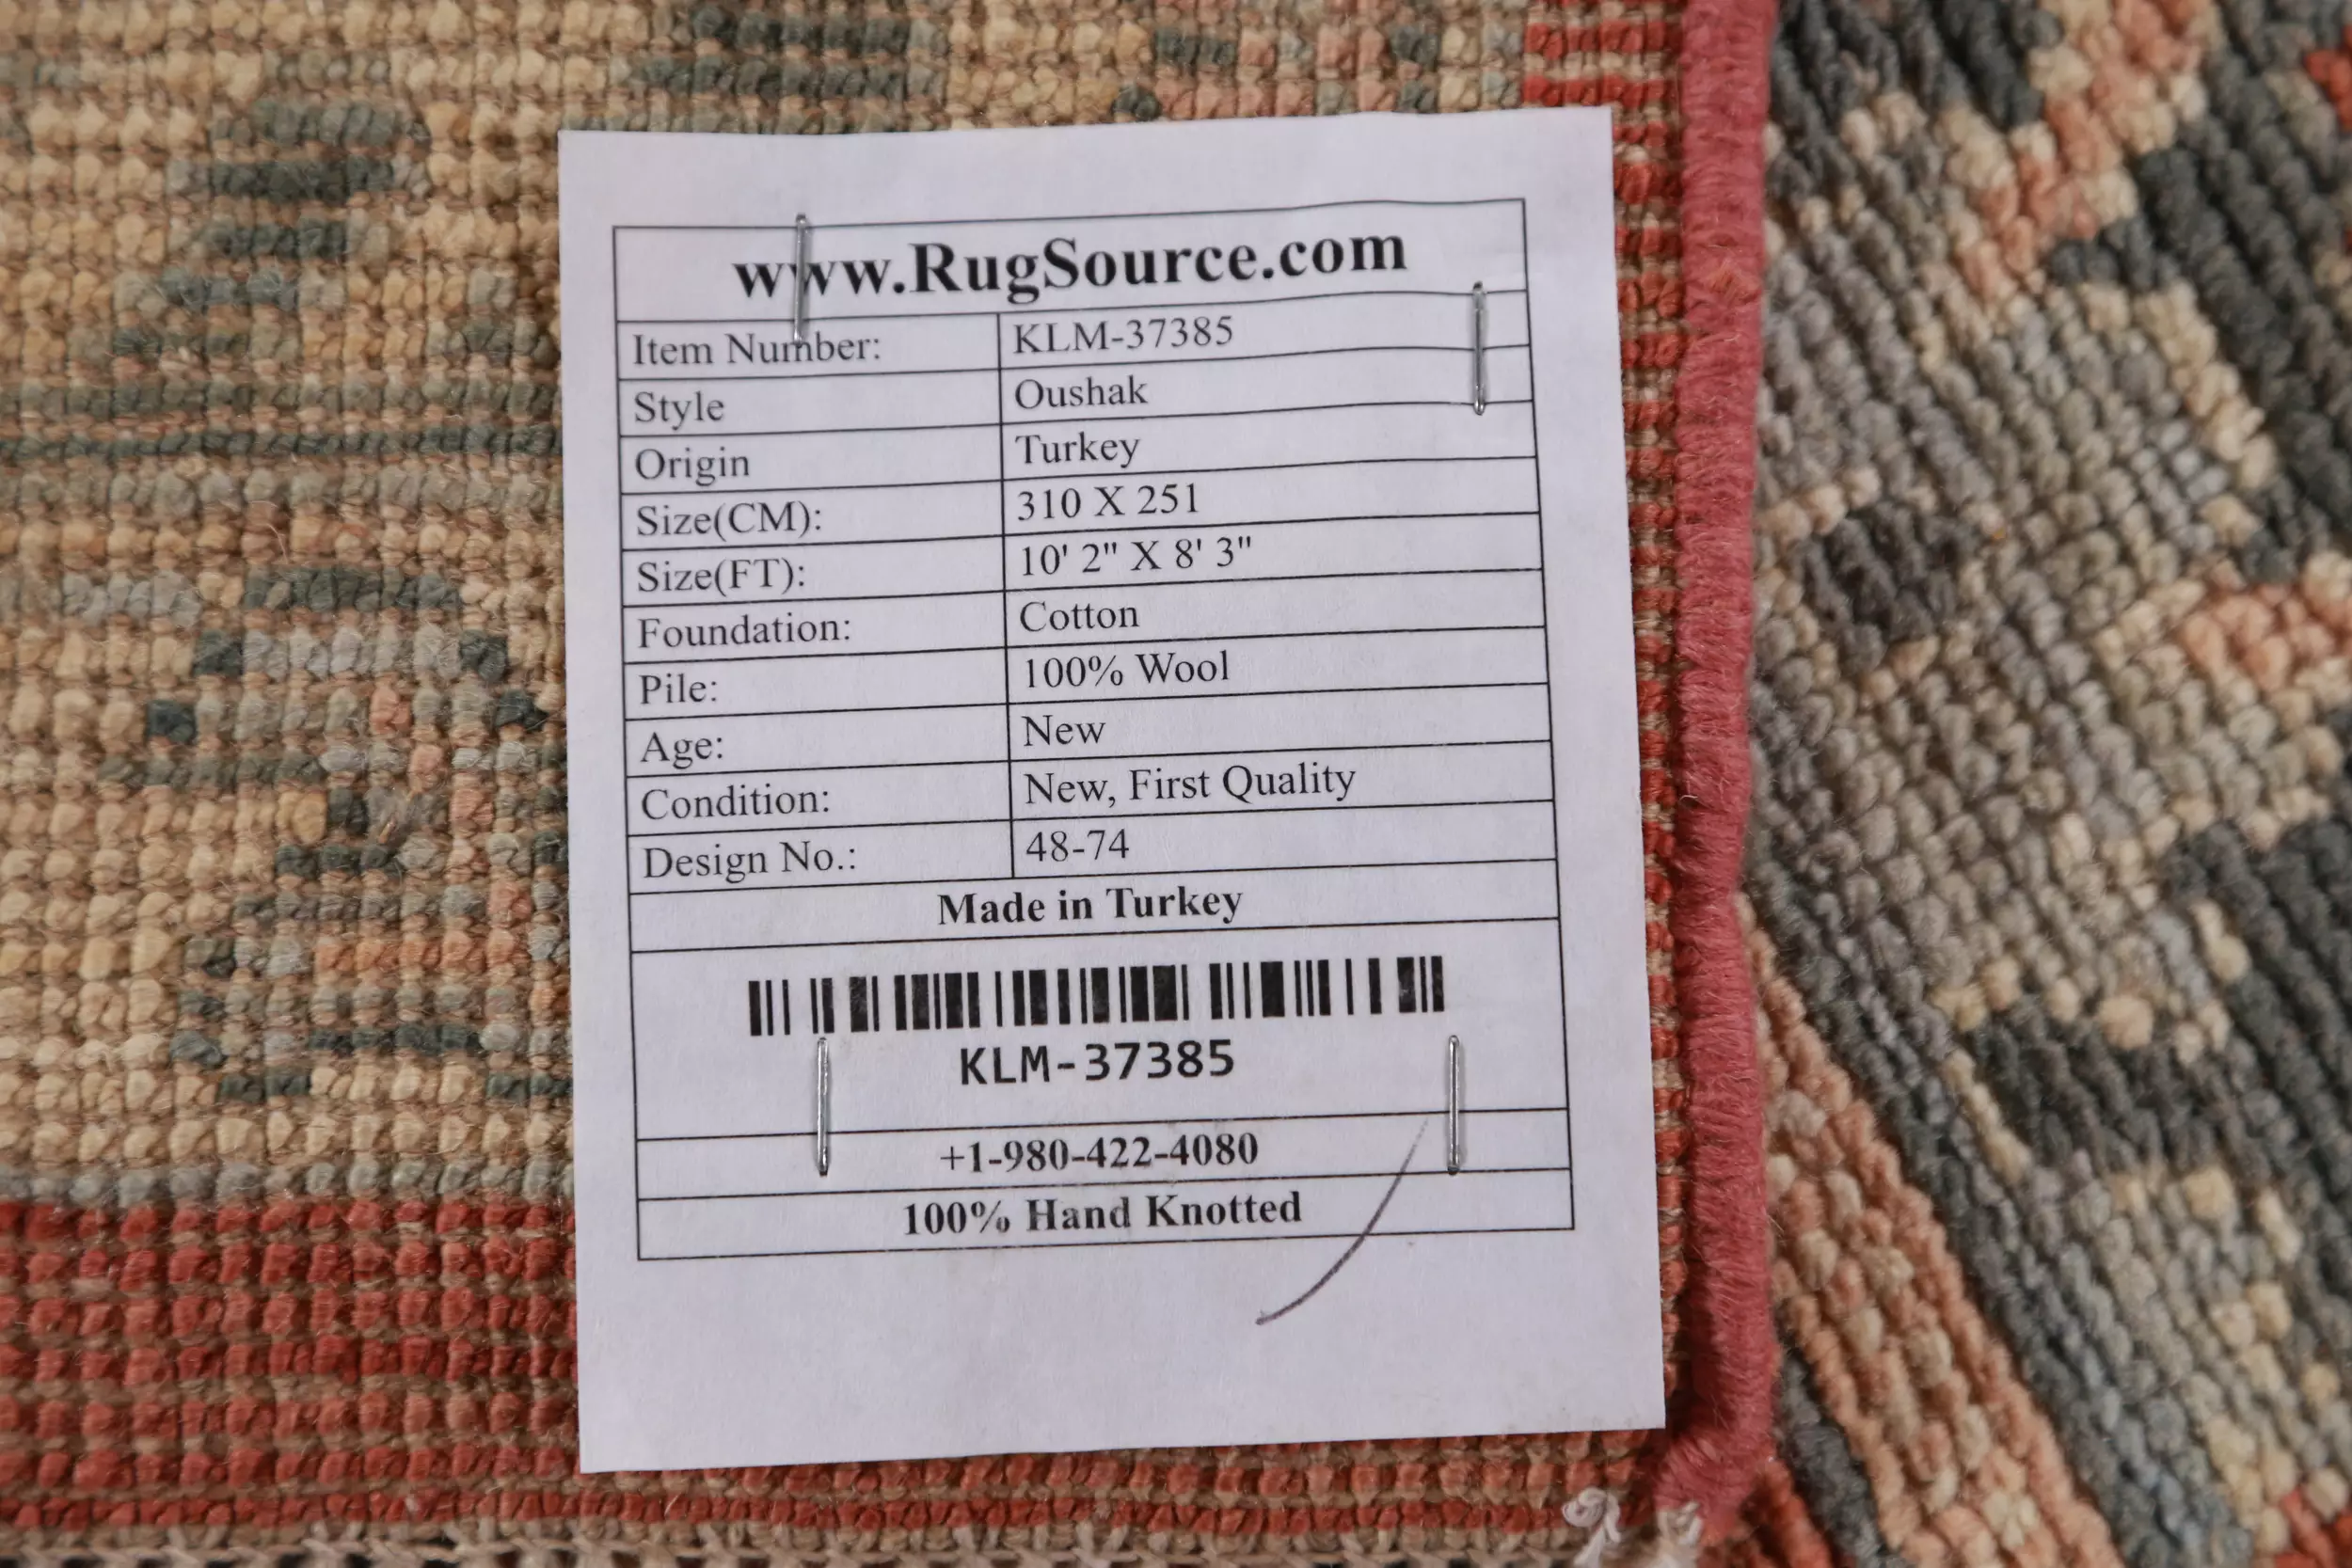 www.RugSource.com
Item Number: KLM-37385
Style Oushak
Origin Turkey
Size(CM): 310 X 251
Size(FT): 10' 2" X 8' 3"
Foundation: Cotton
Pile: 100% Wool
Age: New
Condition: New, First Quality
Design No.: 48-74
Made in Turkey
KLM-37385
+1-980-422-4080
100% Hand Knotted